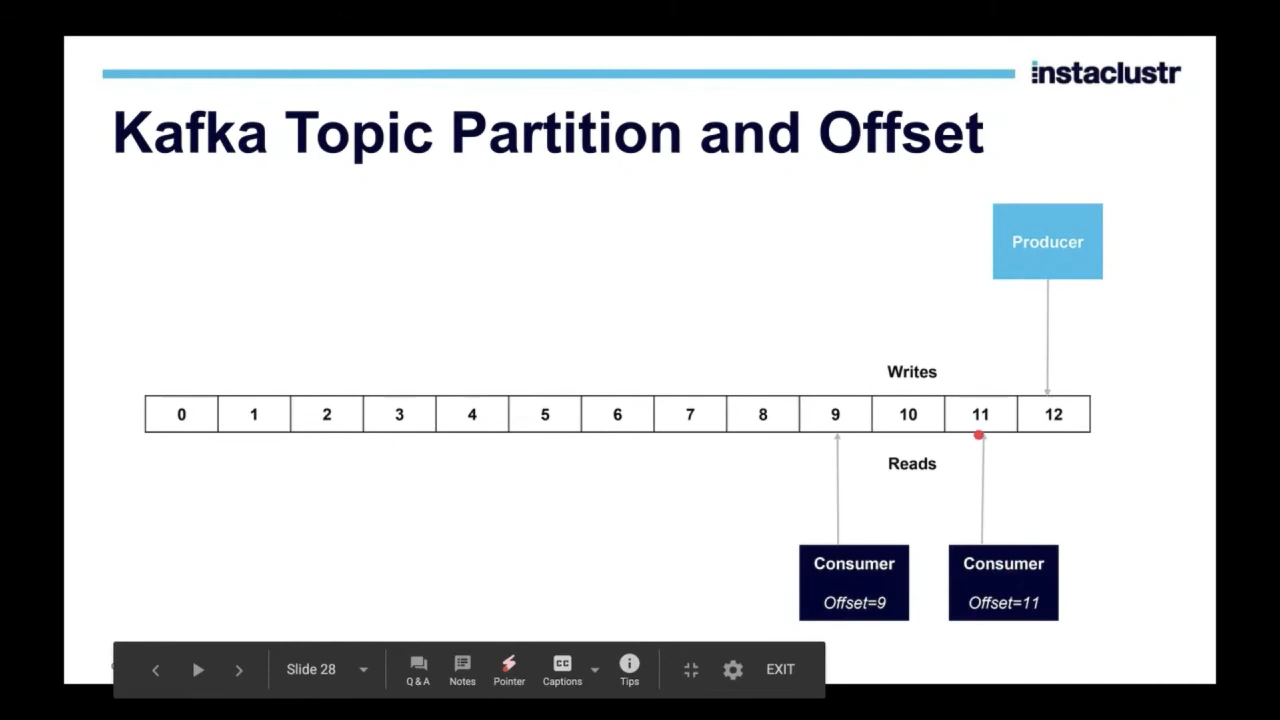 instaclustr
Kafka Topic Partition and Offset
Producer
Writes
0 1 2 3 4 5 6 7 8 9 10 11 12
Reads
Consumer
Offset=9
Consumer
Offset=11
Slide 28
Q & A
Notes
Pointer
CC
Captions
Tips
EXIT